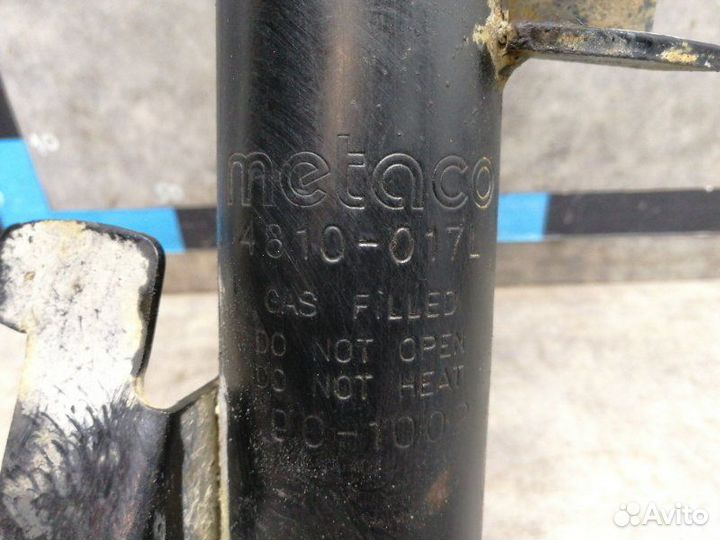 metaco
4810-017L
GAS FILLED
DO NOT OPEN
DO NOT HEAT
Avito